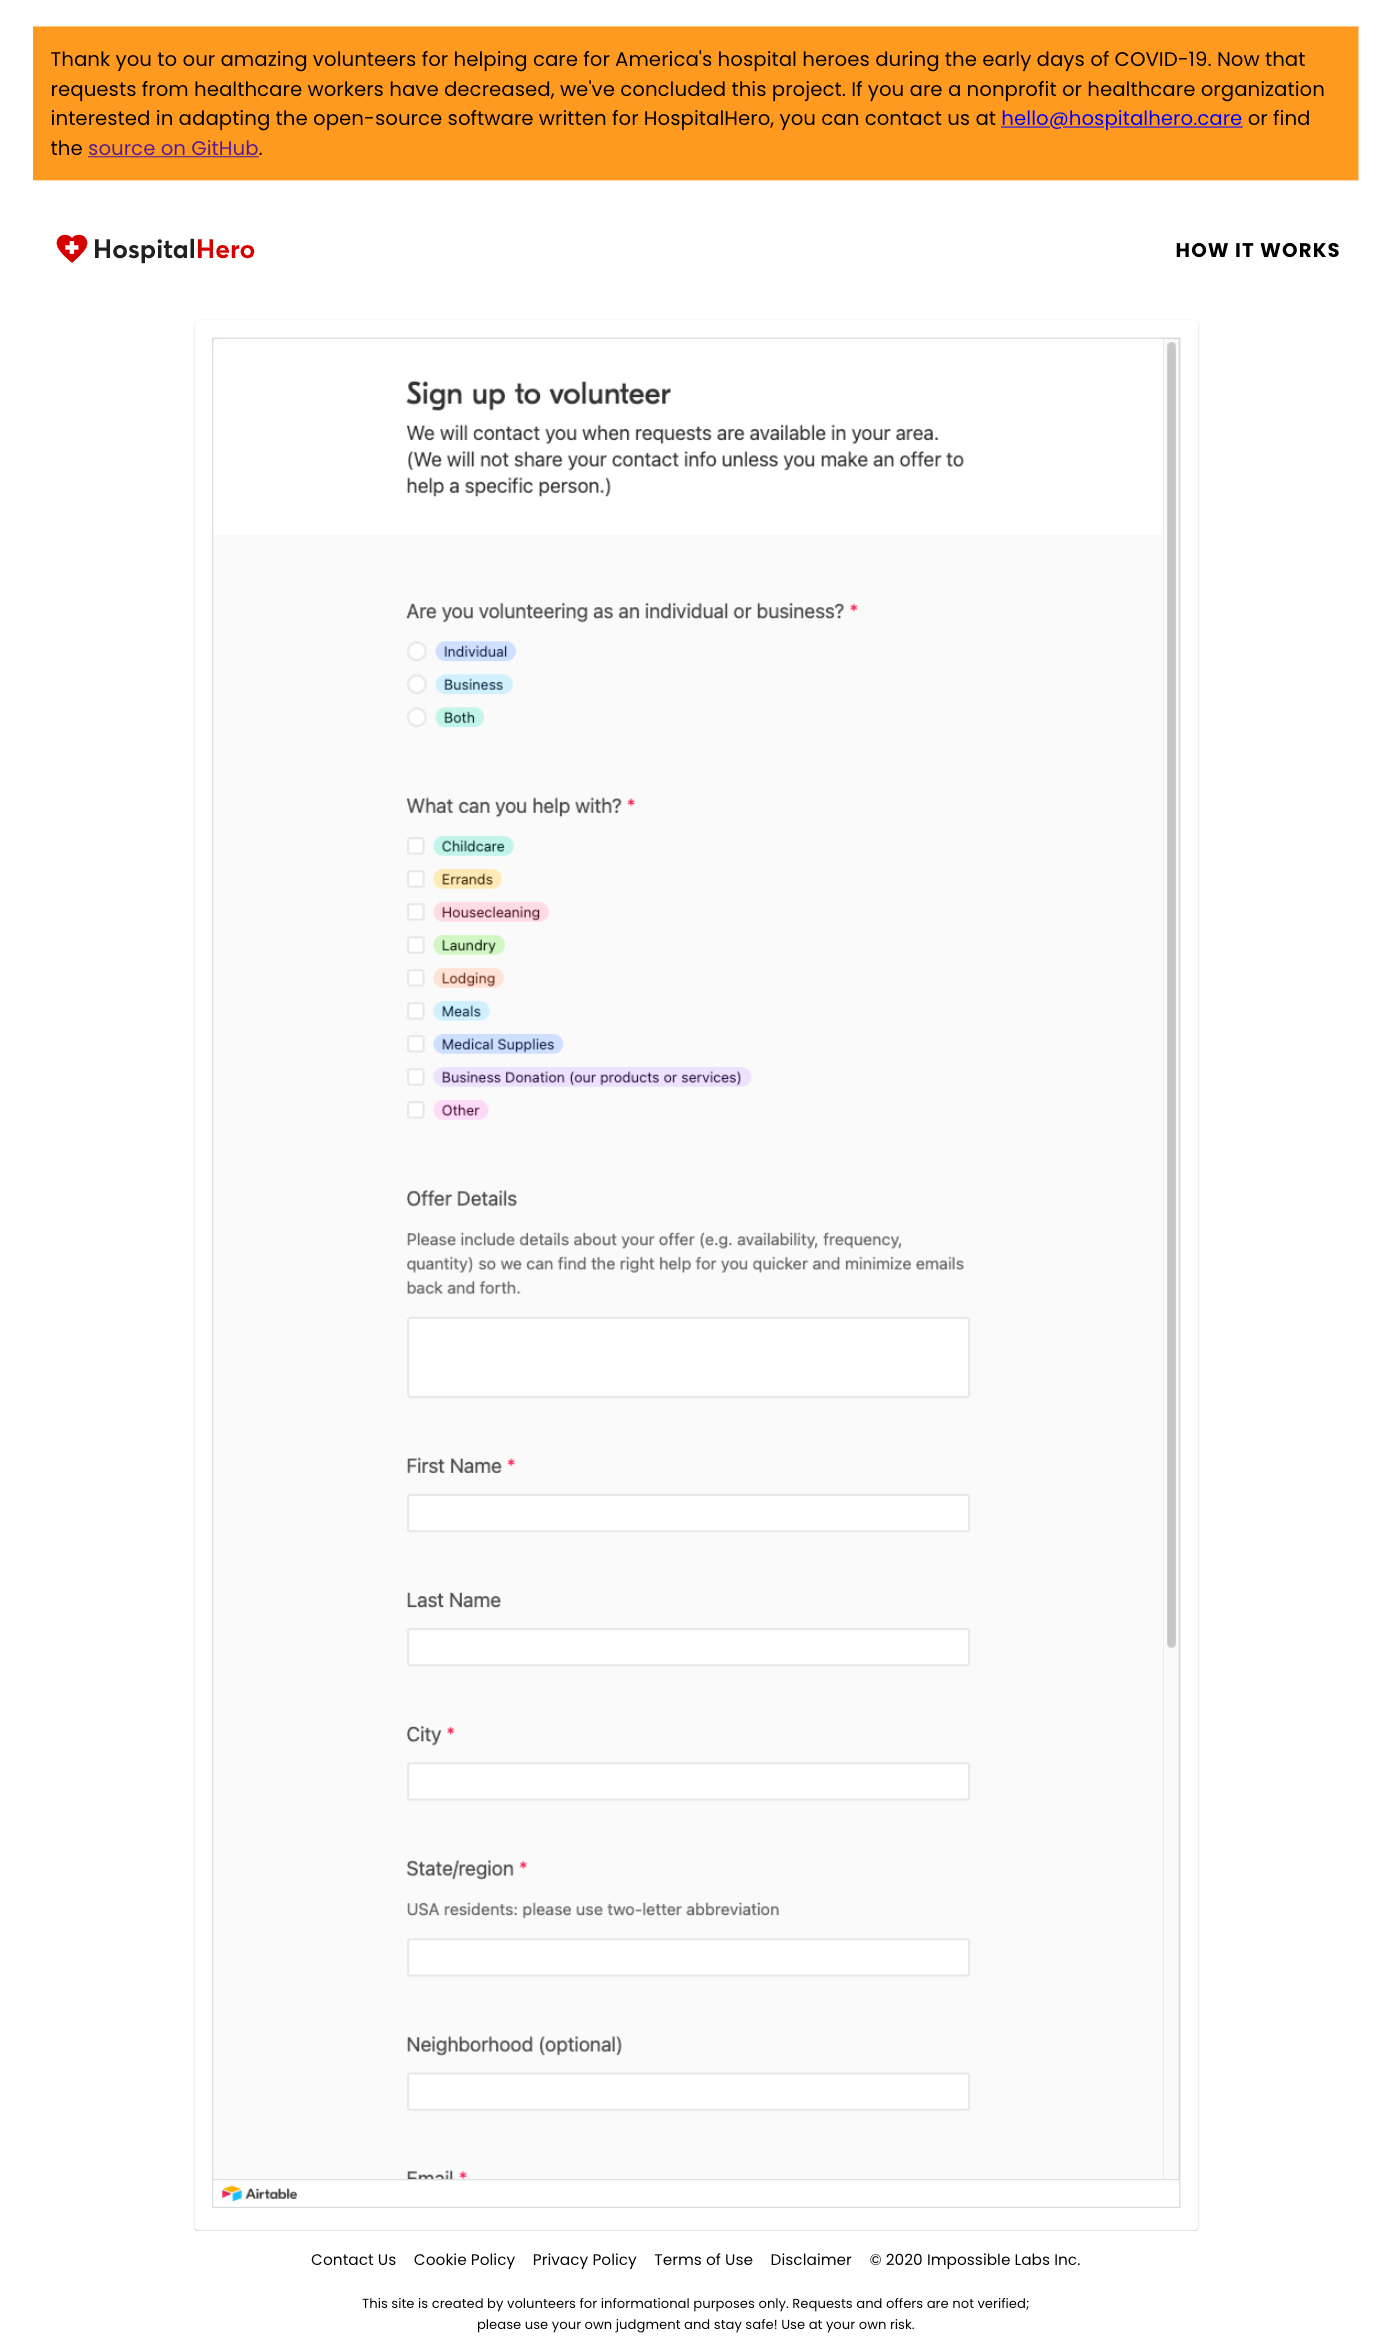 Thank you to our amazing volunteers for helping care for America's hospital heroes during the early days of COVID-19. Now that
requests from healthcare workers have decreased, we've concluded this project. If you are a nonprofit or healthcare organization
interested in adapting the open-source software written for HospitalHero, you can contact us at hello@hospitalhero.care or find
the source on GitHub.
HospitalHero
HOW IT WORKS
Sign up to volunteer
We will contact you when requests are available in your area.
(We will not share your contact info unless you make an offer to
help a specific person.)
Are you volunteering as an individual or business? *
Individual
Business
Both
What can you help with? *
Childcare
Errands
Housecleaning
Laundry
Lodging
Meals
Medical Supplies
Business Donation (our products or services)
Other
Offer Details
Please include details about your offer (e.g. availability, frequency,
quantity) so we can find the right help for you quicker and minimize emails
back and forth.
First Name *
Last Name
City *
State/region *
USA residents: please use two-letter abbreviation
Neighborhood (optional)
Email *
Airtable
Contact Us Cookie Policy Privacy Policy Terms of Use Disclaimer © 2020 Impossible Labs Inc.
This site is created by volunteers for informational purposes only. Requests and offers are not verified;
please use your own judgment and stay safe! Use at your own risk.